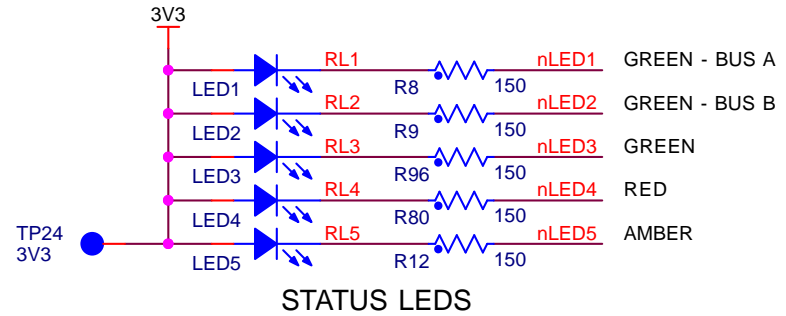 3V3
LED1 RL1 R8 150 nLED1 GREEN - BUS A
LED2 RL2 R9 150 nLED2 GREEN - BUS B
LED3 RL3 R96 150 nLED3 GREEN
LED4 RL4 R80 150 nLED4 RED
LED5 RL5 R12 150 nLED5 AMBER
TP24
3V3
STATUS LEDS